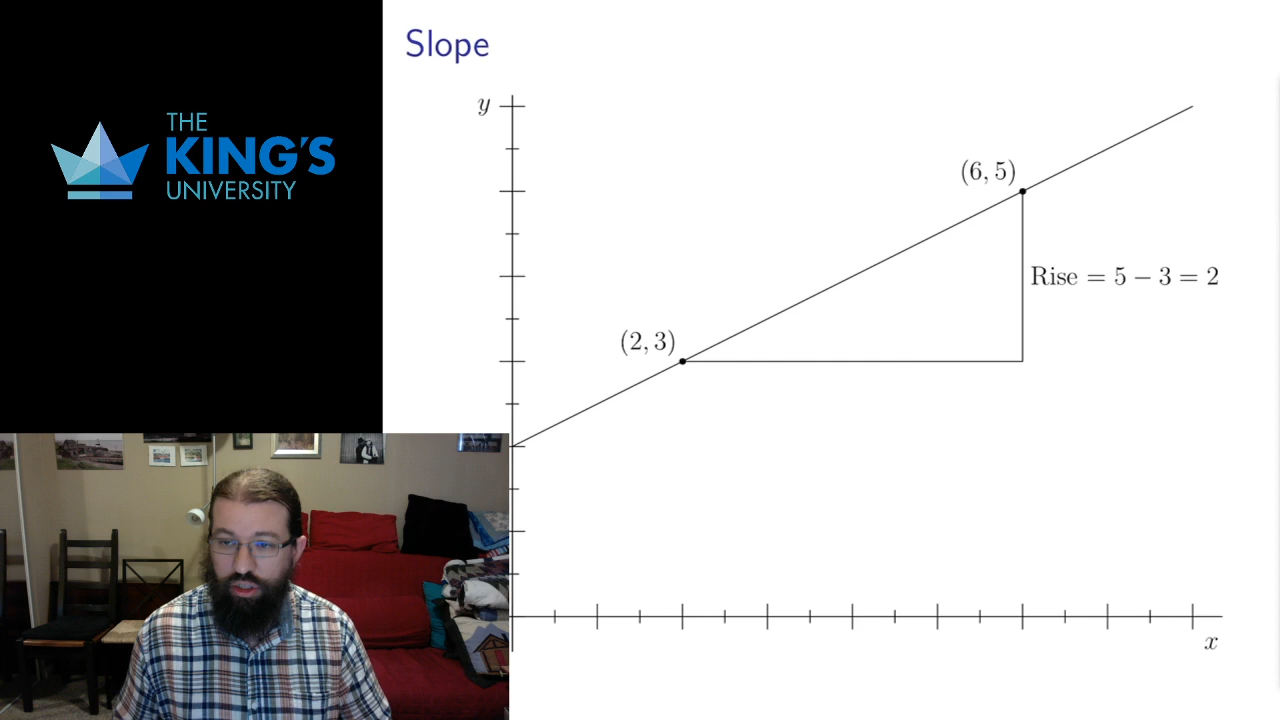 THE
KING'S
UNIVERSITY
Slope
y
(6, 5)
Rise = 5 − 3 = 2
(2, 3)
x